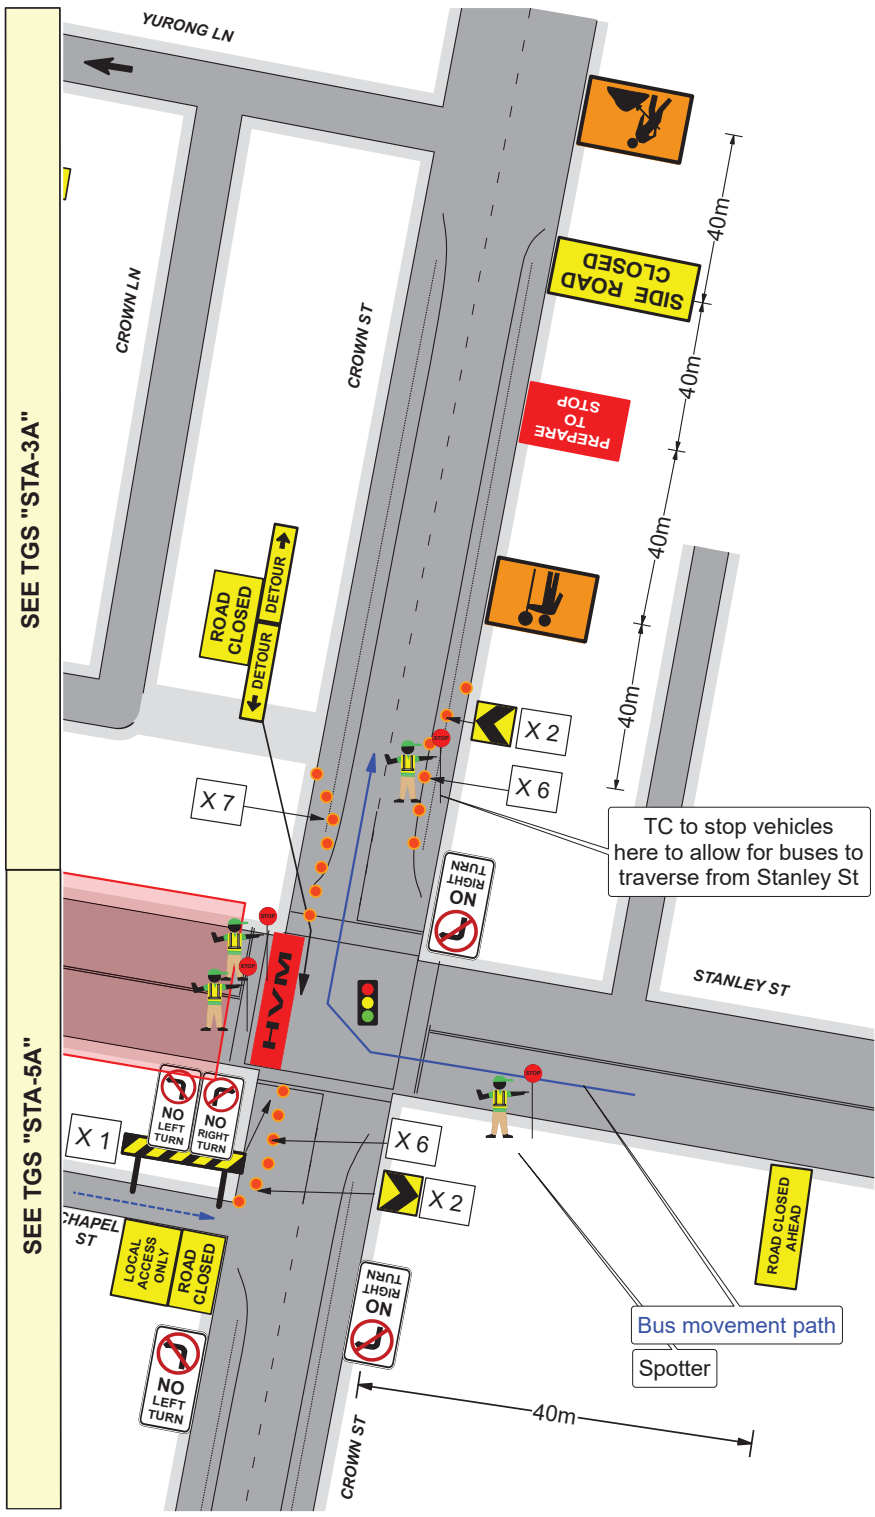 YURONG LN
SEE TGS "STA-3A"
CROWN LN
CROWN ST
40m
SIDE ROAD
CLOSED
40m
PREPARE
TO
STOP
40m
ROAD
CLOSED
DETOUR
DETOUR
40m
X 2
STOP
X 6
X 7
TC to stop vehicles
here to allow for buses to
traverse from Stanley St
NO
RIGHT
TURN
STOP
STOP
HVM
STANLEY ST
SEE TGS "STA-5A"
STOP
NO
LEFT
TURN
NO
RIGHT
TURN
X 1
X 6
X 2
CHAPEL
ST
LOCAL
ACCESS
ONLY
ROAD
CLOSED
ROAD CLOSED
AHEAD
NO
RIGHT
TURN
NO
LEFT
TURN
Bus movement path
Spotter
40m
CROWN ST